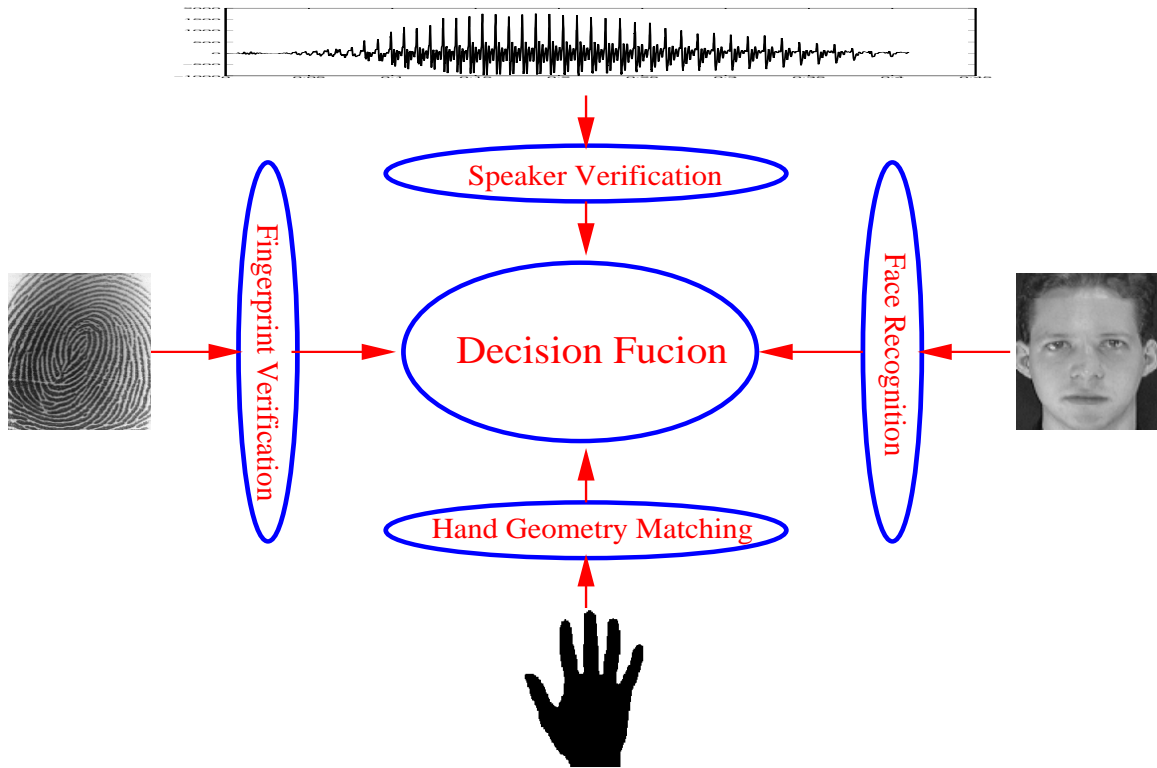 Speaker Verification
Fingerprint Verification
Decision Fucion
Face Recognition
Hand Geometry Matching